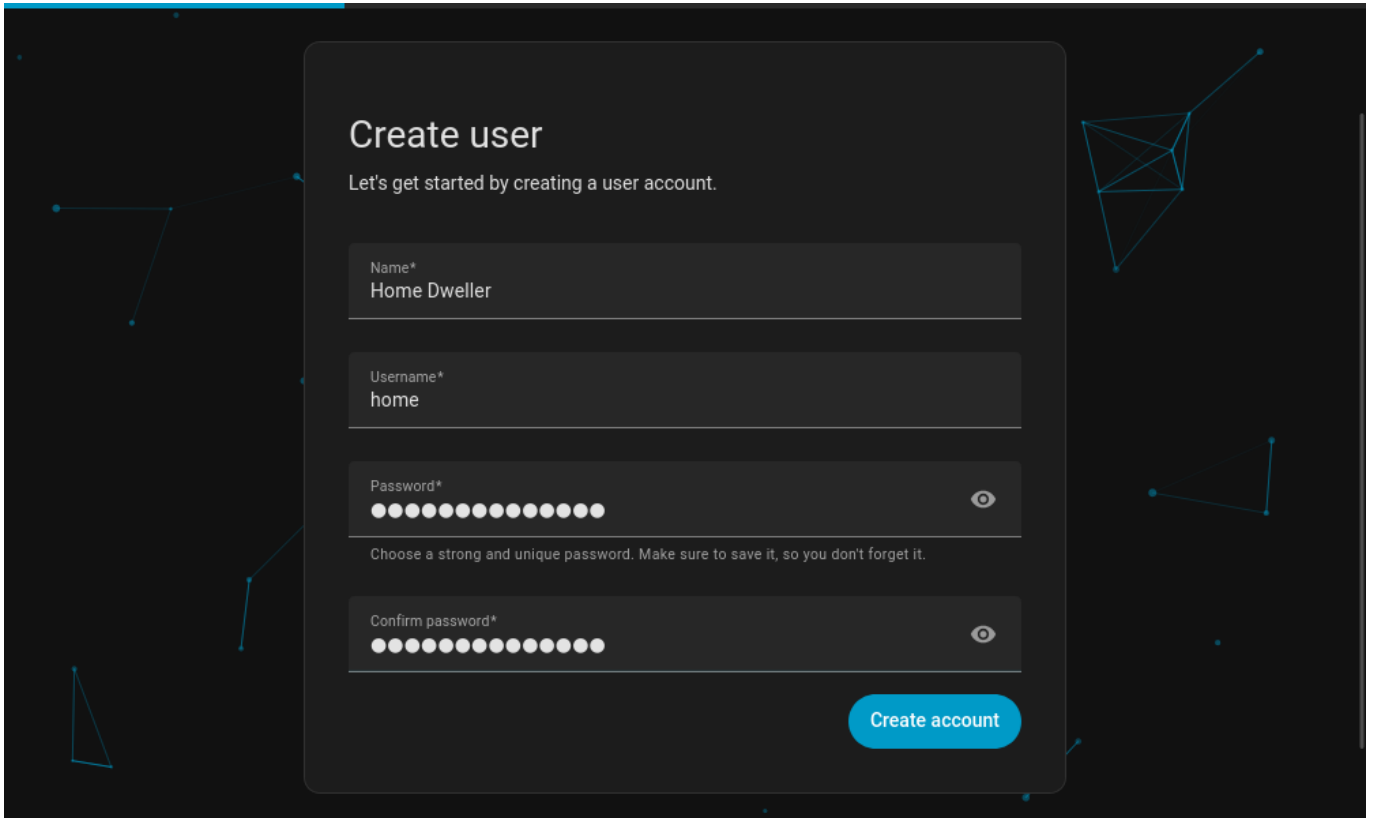 Create user
Let's get started by creating a user account.
Name*
Home Dweller
Username*
home
Password*
●●●●●●●●●●●●●●
Choose a strong and unique password. Make sure to save it, so you don't forget it.
Confirm password*
●●●●●●●●●●●●●●
Create account